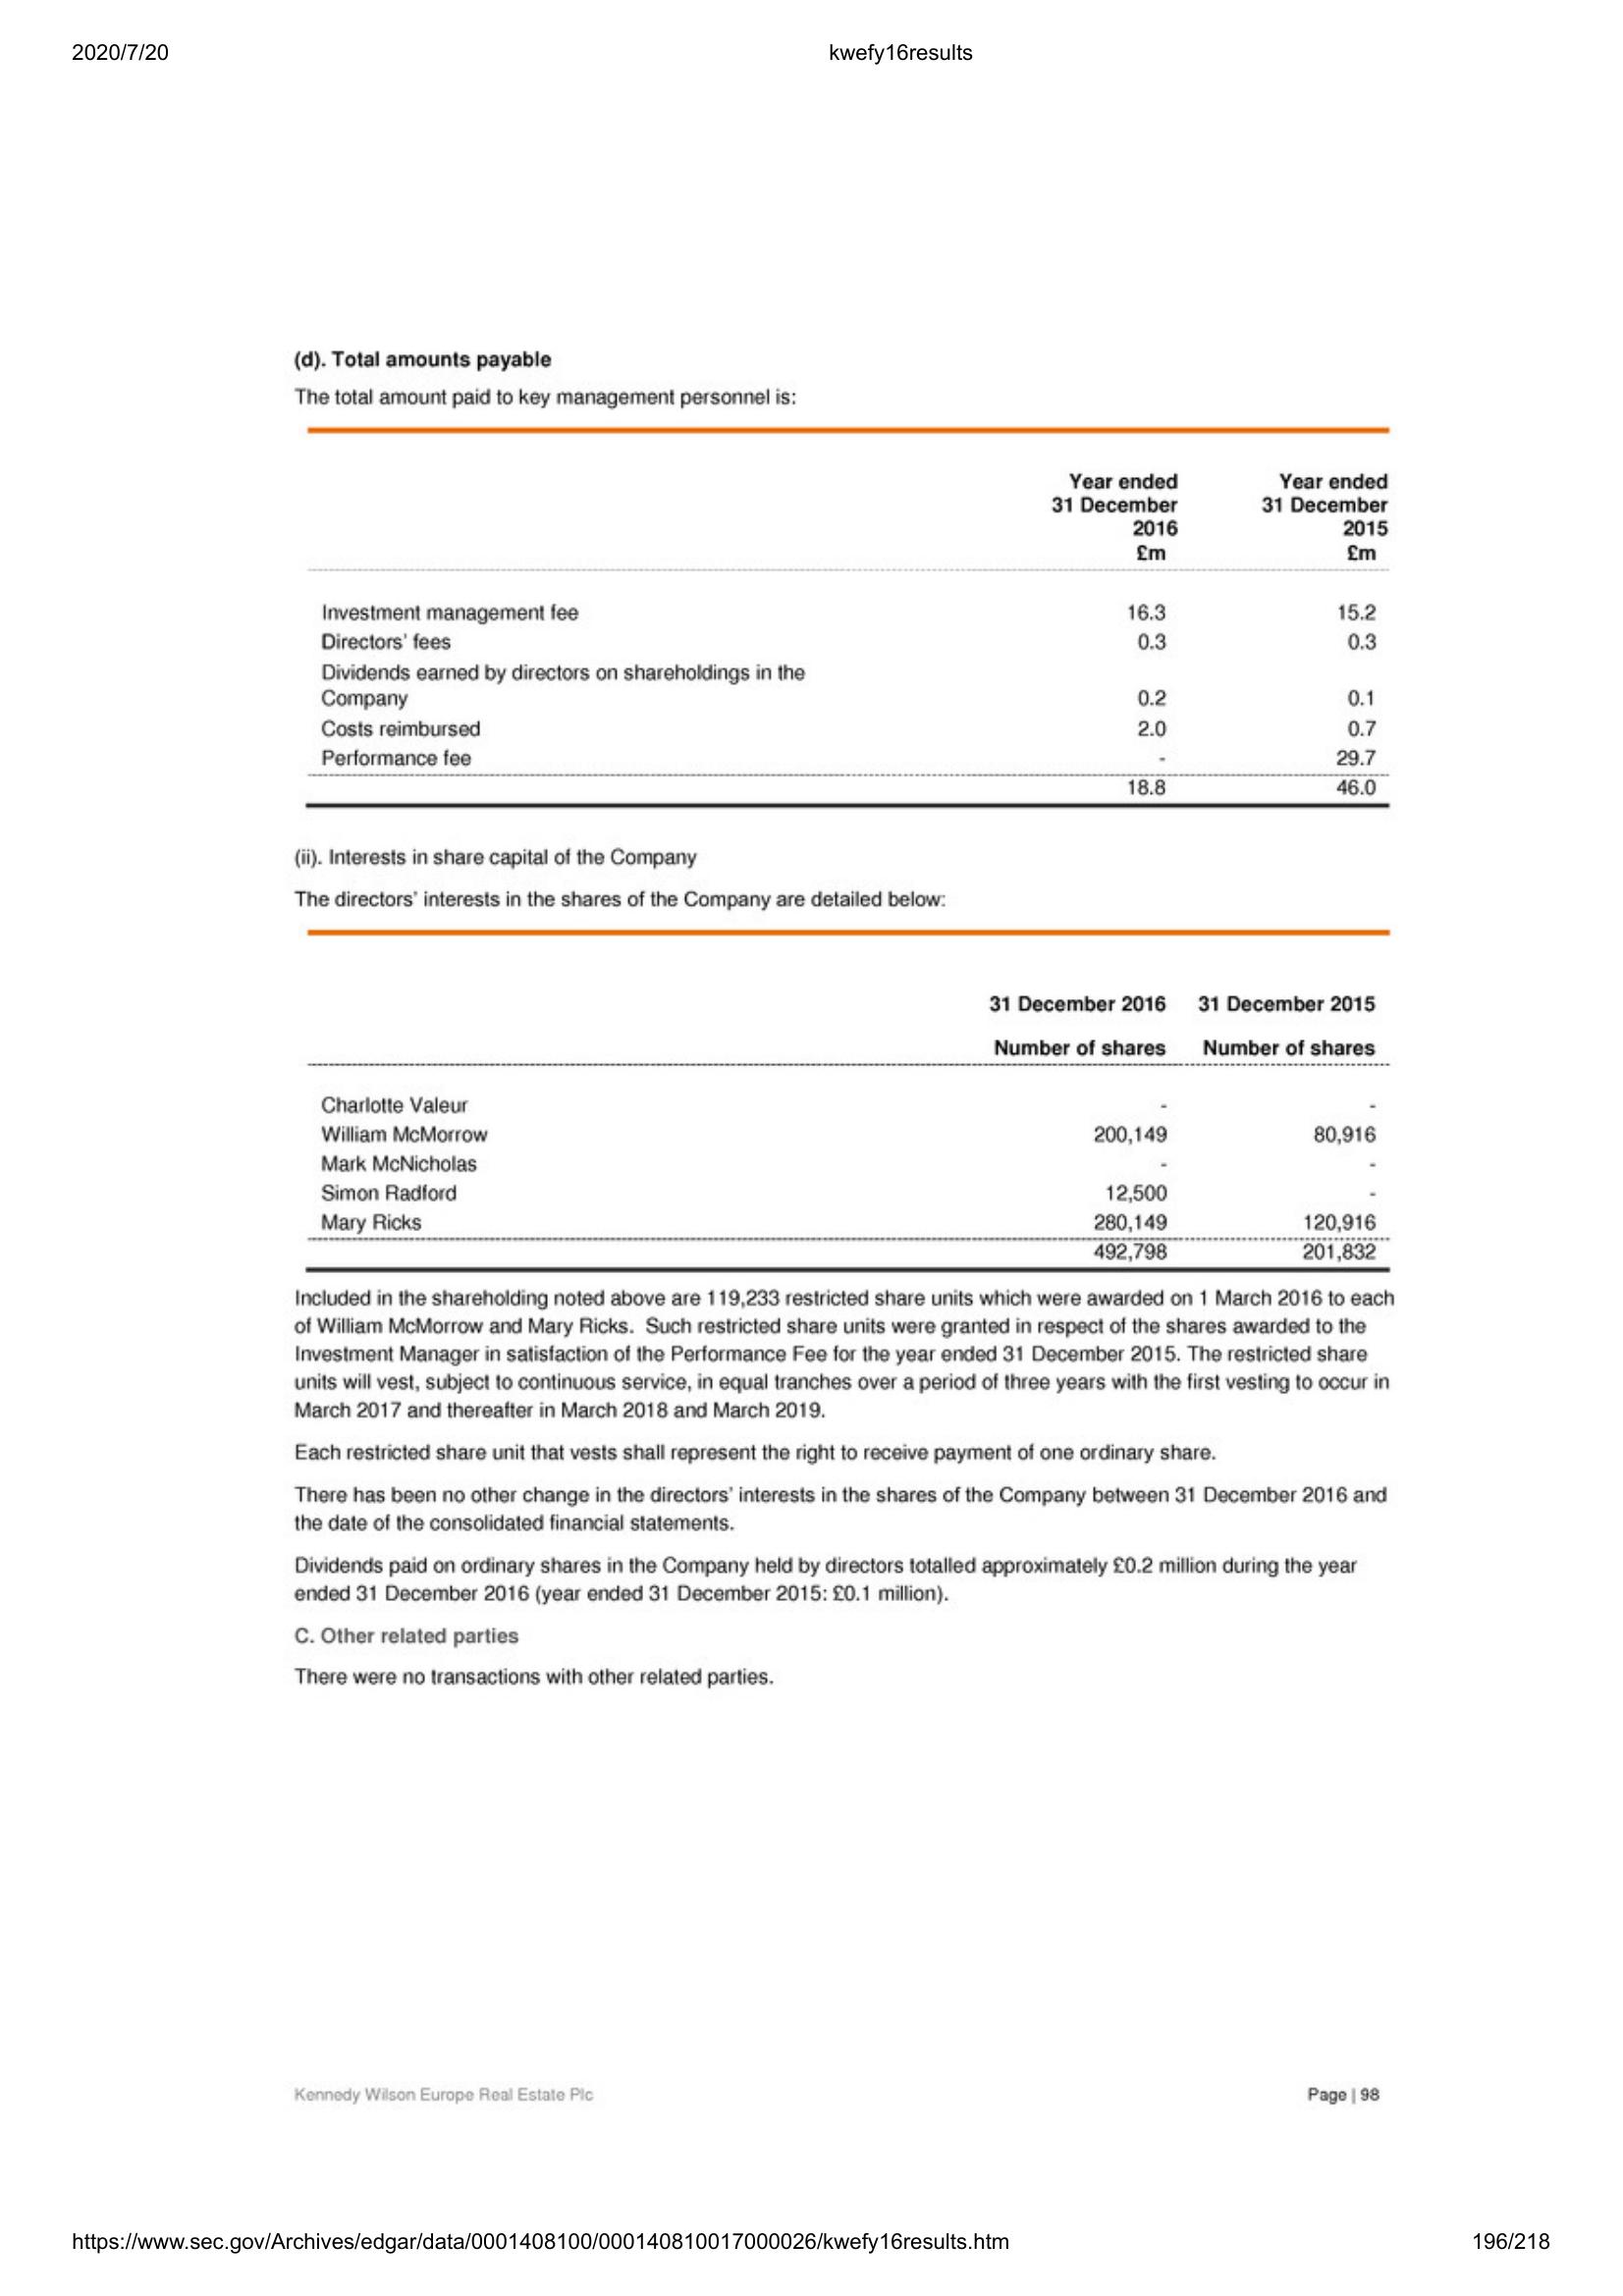 2020/7/20 kwefy16results
(d). Total amounts payable
The total amount paid to key management personnel is:
Year ended Year ended
31 December 31 December
2016 2015
£m £m
Investment management fee 16.3 15.2
Directors' fees 0.3 0.3
Dividends earned by directors on shareholdings in the
Company 0.2 0.1
Costs reimbursed 2.0 0.7
Performance fee - 29.7
18.8 46.0
(ii). Interests in share capital of the Company
The directors' interests in the shares of the Company are detailed below:
31 December 2016 31 December 2015
Number of shares Number of shares
Charlotte Valeur - -
William McMorrow 200,149 80,916
Mark McNicholas - -
Simon Radford 12,500 -
Mary Ricks 280,149 120,916
492,798 201,832
Included in the shareholding noted above are 119,233 restricted share units which were awarded on 1 March 2016 to each
of William McMorrow and Mary Ricks. Such restricted share units were granted in respect of the shares awarded to the
Investment Manager in satisfaction of the Performance Fee for the year ended 31 December 2015. The restricted share
units will vest, subject to continuous service, in equal tranches over a period of three years with the first vesting to occur in
March 2017 and thereafter in March 2018 and March 2019.
Each restricted share unit that vests shall represent the right to receive payment of one ordinary share.
There has been no other change in the directors' interests in the shares of the Company between 31 December 2016 and
the date of the consolidated financial statements.
Dividends paid on ordinary shares in the Company held by directors totalled approximately £0.2 million during the year
ended 31 December 2016 (year ended 31 December 2015: £0.1 million).
C. Other related parties
There were no transactions with other related parties.
Kennedy Wilson Europe Real Estate Plc Page | 98
https://www.sec.gov/Archives/edgar/data/0001408100/000140810017000026/kwefy16results.htm 196/218